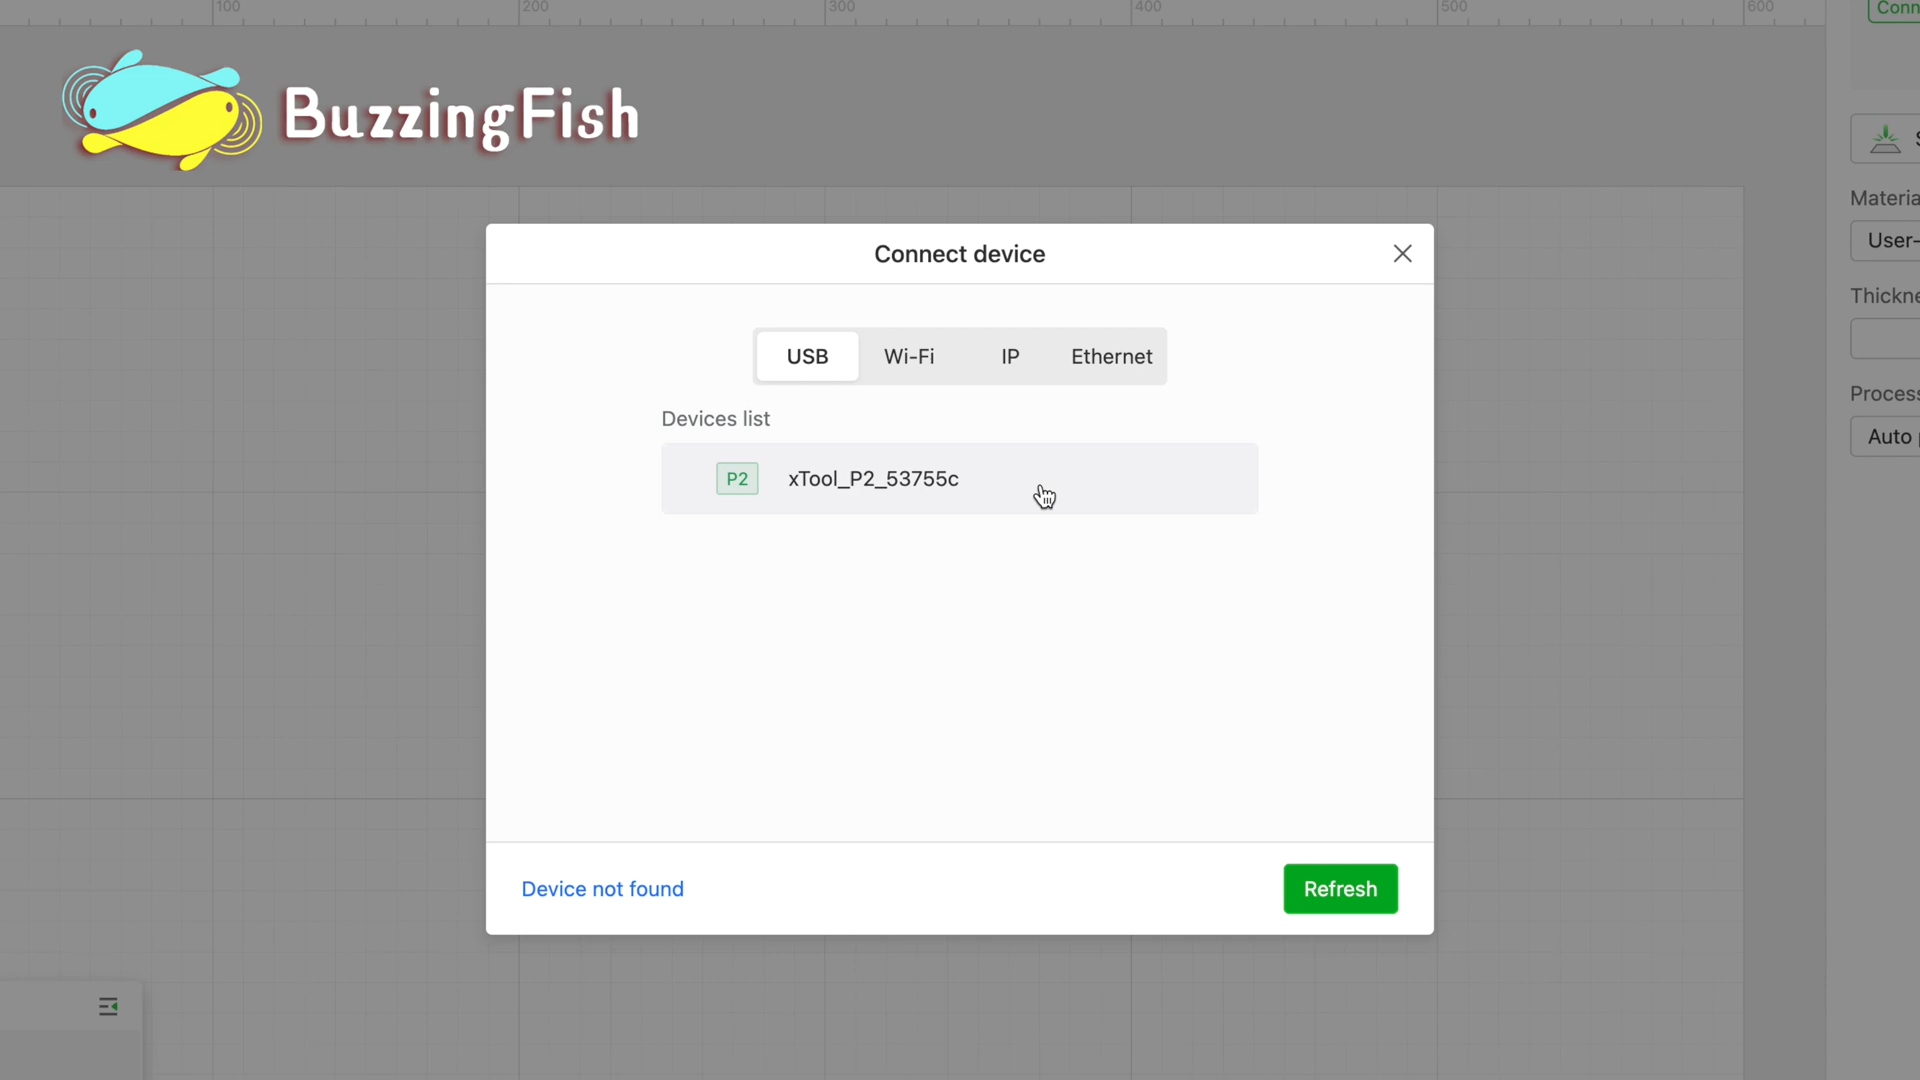 100
200
300
400
500
600
Conn
BuzzingFish
S
Materia
User-
Thickne
Process
Auto
Connect device
USB
Wi-Fi
IP
Ethernet
Devices list
P2
xTool_P2_53755c
Device not found
Refresh